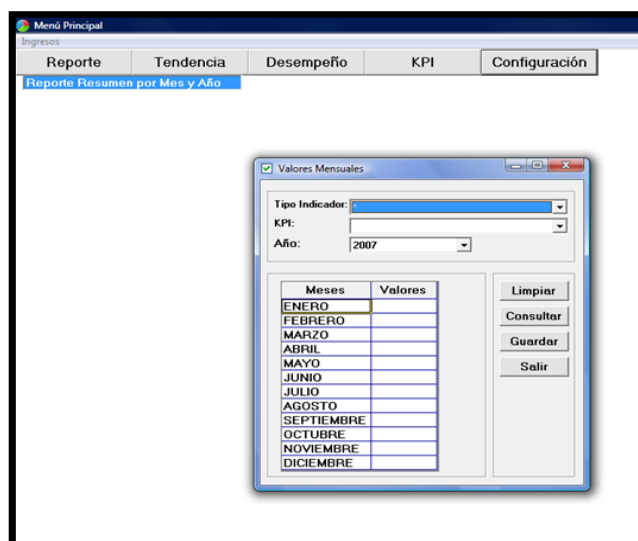 Menú Principal
Ingresos
Reporte Tendencia Desempeño KPI Configuración
Reporte Resumen por Mes y Año
Valores Mensuales
Tipo Indicador: *
KPI:
Año: 2007
Meses Valores
ENERO
FEBRERO
MARZO
ABRIL
MAYO
JUNIO
JULIO
AGOSTO
SEPTIEMBRE
OCTUBRE
NOVIEMBRE
DICIEMBRE
Limpiar
Consultar
Guardar
Salir